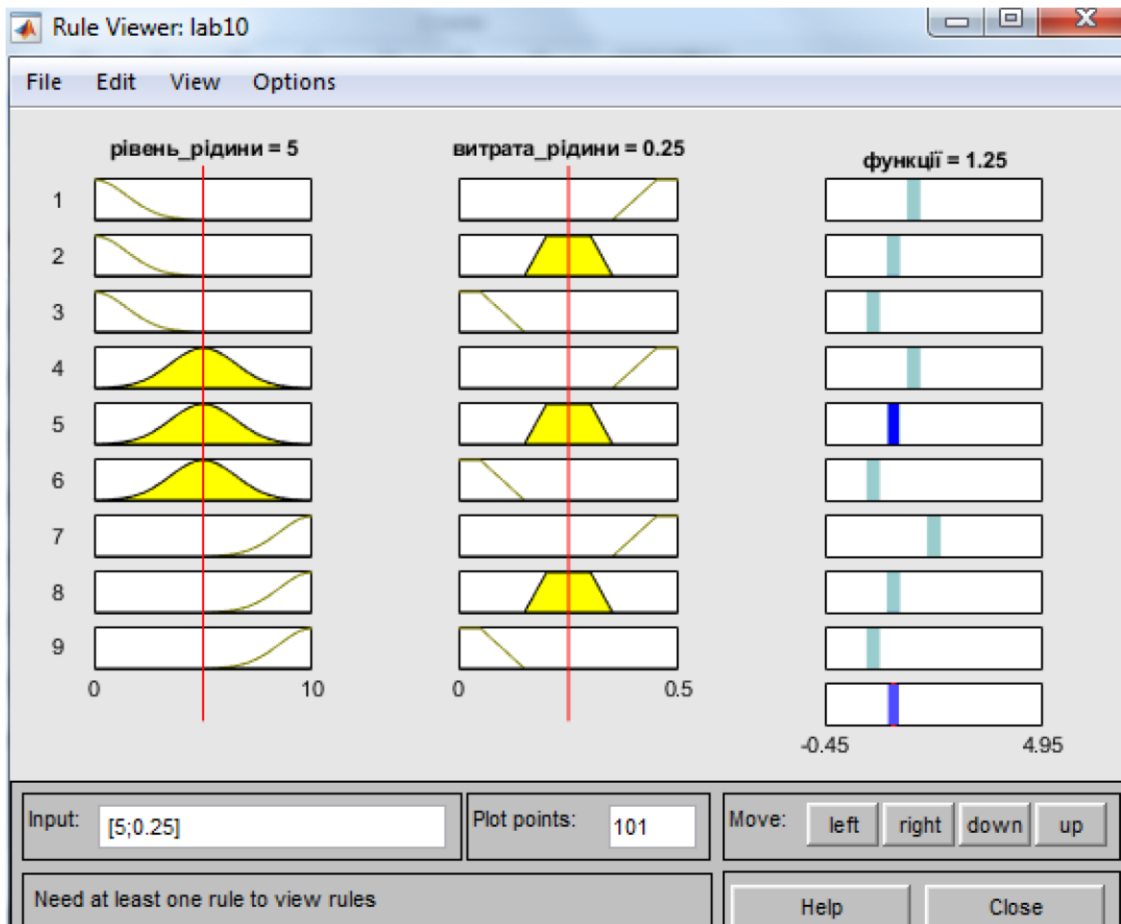 Rule Viewer: lab10
File Edit View Options
рівень_рідини = 5
витрата_рідини = 0.25
функції = 1.25
1
2
3
4
5
6
7
8
9
0 10
0 0.5
-0.45 4.95
Input: [5;0.25]
Plot points: 101
Move: left right down up
Need at least one rule to view rules
Help Close